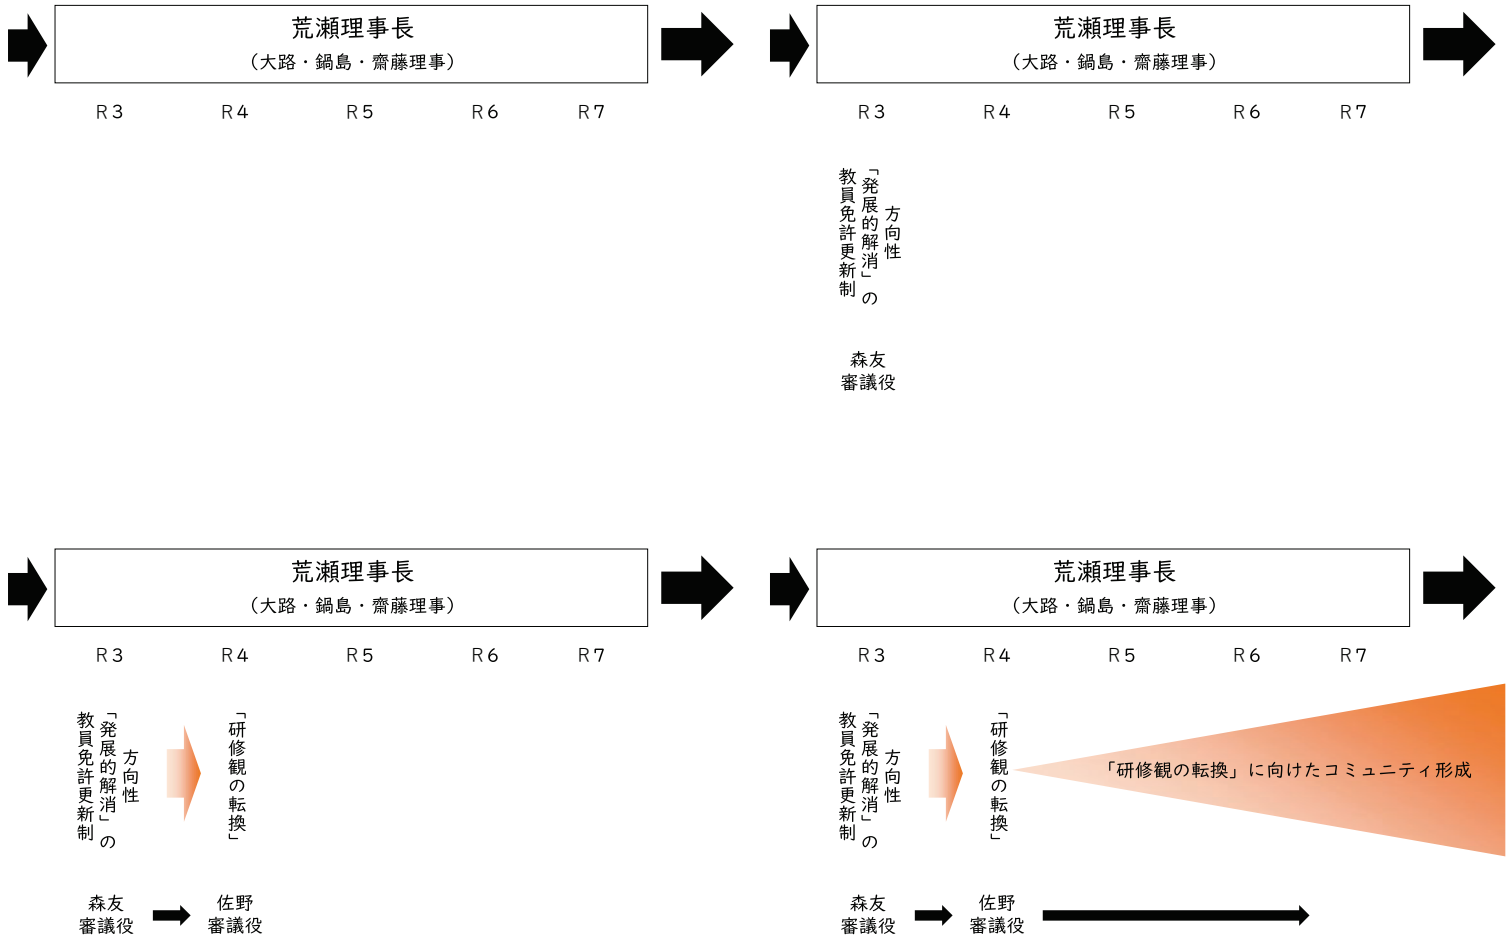 荒瀬理事長
（大路・鍋島・齋藤理事）
R3 R4 R5 R6 R7
荒瀬理事長
（大路・鍋島・齋藤理事）
R3 R4 R5 R6 R7
教員免許更新制
「発展的解消」の
方向性
森友
審議役
荒瀬理事長
（大路・鍋島・齋藤理事）
R3 R4 R5 R6 R7
教員免許更新制
「発展的解消」の
方向性
「研修観の転換」
森友
審議役
佐野
審議役
荒瀬理事長
（大路・鍋島・齋藤理事）
R3 R4 R5 R6 R7
教員免許更新制
「発展的解消」の
方向性
「研修観の転換」
「研修観の転換」に向けたコミュニティ形成
森友
審議役
佐野
審議役